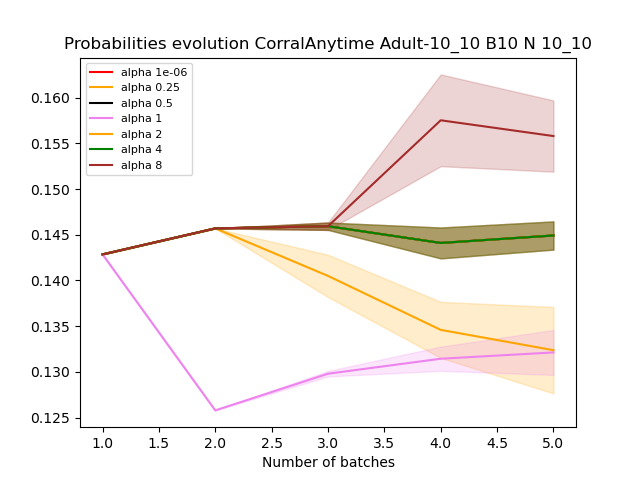 Probabilities evolution CorralAnytime Adult-10_10 B10 N 10_10
alpha 1e-06
alpha 0.25
alpha 0.5
alpha 1
alpha 2
alpha 4
alpha 8
0.160
0.155
0.150
0.145
0.140
0.135
0.130
0.125
1.0 1.5 2.0 2.5 3.0 3.5 4.0 4.5 5.0
Number of batches